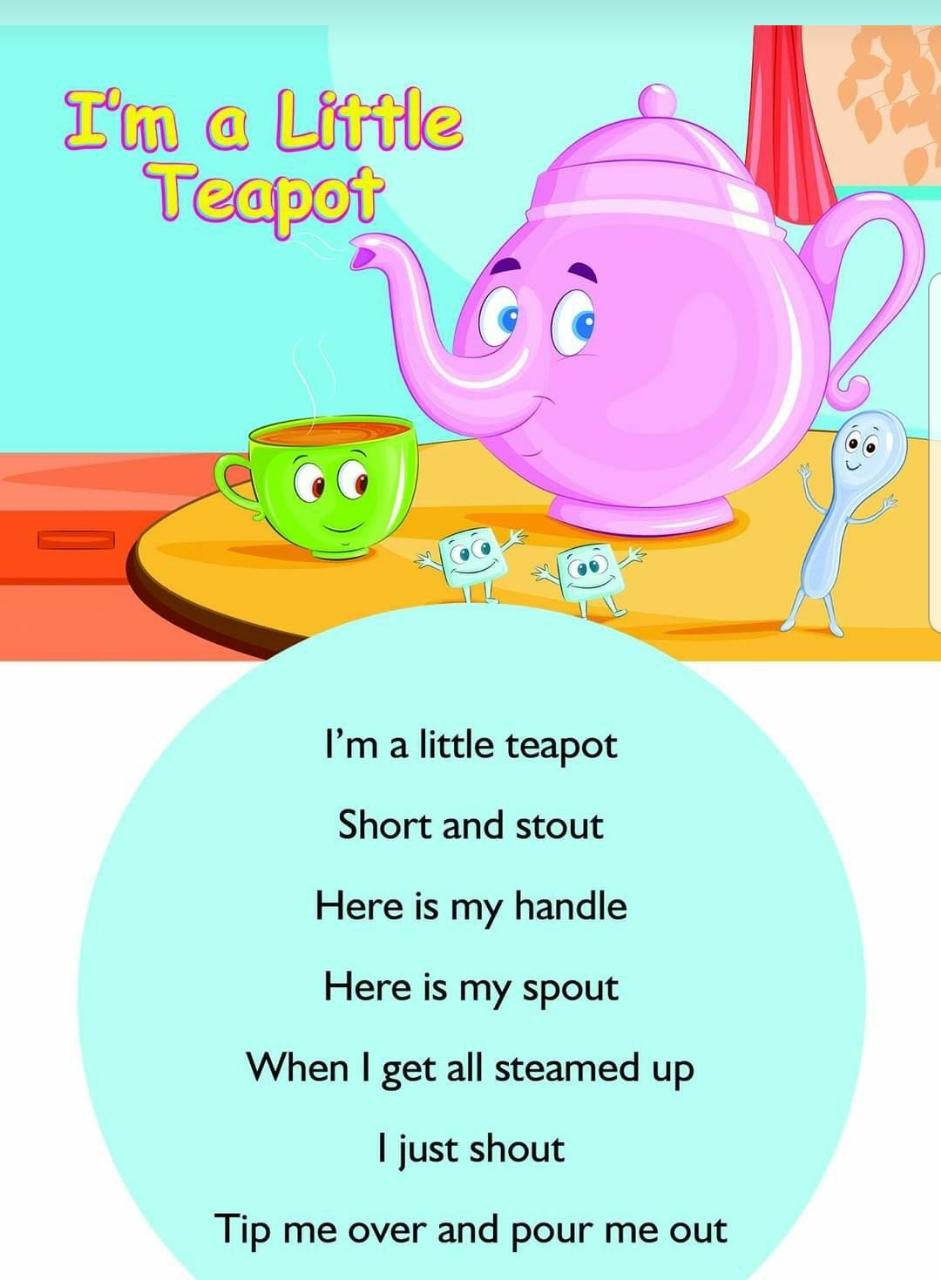 I'm a Little
Teapot
I’m a little teapot
Short and stout
Here is my handle
Here is my spout
When I get all steamed up
I just shout
Tip me over and pour me out